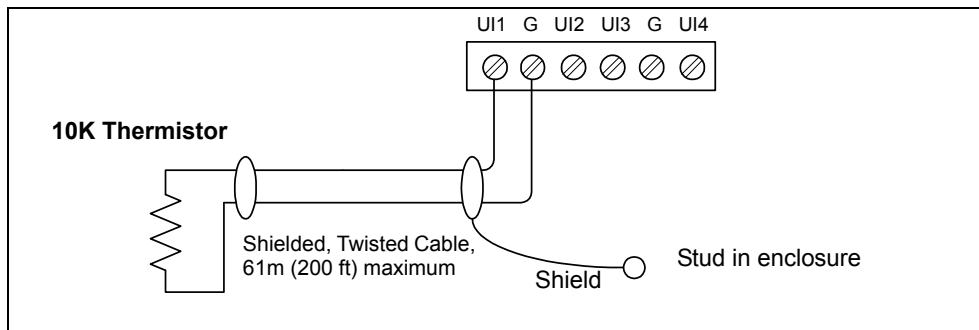 UI1 G UI2 UI3 G UI4
10K Thermistor
Shielded, Twisted Cable,
61m (200 ft) maximum
Shield
Stud in enclosure